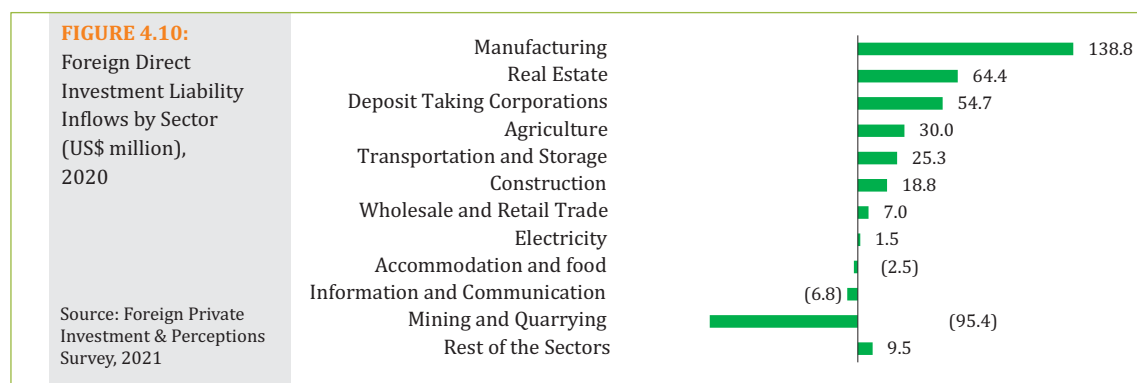 FIGURE 4.10:
Foreign Direct
Investment Liability
Inflows by Sector
(US$ million),
2020
Source: Foreign Private
Investment & Perceptions
Survey, 2021
Manufacturing 138.8
Real Estate 64.4
Deposit Taking Corporations 54.7
Agriculture 30.0
Transportation and Storage 25.3
Construction 18.8
Wholesale and Retail Trade 7.0
Electricity 1.5
Accommodation and food (2.5)
Information and Communication (6.8)
Mining and Quarrying (95.4)
Rest of the Sectors 9.5